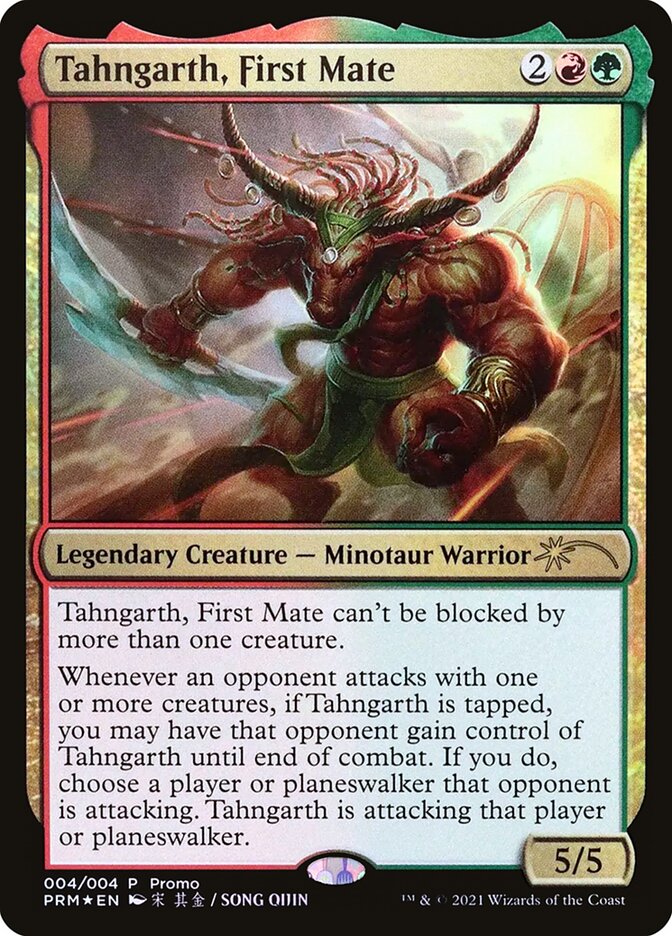 Tahngarth, First Mate 2
Legendary Creature — Minotaur Warrior
Tahngarth, First Mate can't be blocked by
more than one creature.
Whenever an opponent attacks with one
or more creatures, if Tahngarth is tapped,
you may have that opponent gain control of
Tahngarth until end of combat. If you do,
choose a player or planeswalker that opponent
is attacking. Tahngarth is attacking that player
or planeswalker.
5/5
004/004 P Promo
PRM★EN 宋 其金 / SONG QIJIN ™ & © 2021 Wizards of the Coast